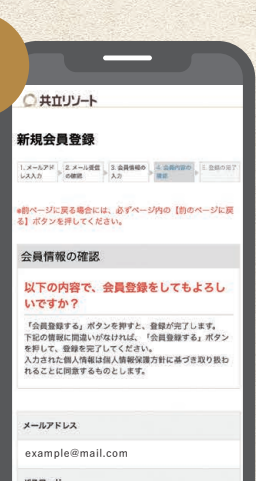 共立リゾート
新規会員登録
1.メールアド
レス入力
2.メール受信
の確認
3.会員情報の
入力
4.会員内容の
確認
5.登録の完了
※前ページに戻る場合には、必ずページ内の【前のページに戻
る】ボタンを押してください。
会員情報の確認
以下の内容で、会員登録をしてもよろし
いですか？
「会員登録する」ボタンを押すと、登録が完了します。
下記の情報に間違いがなければ、「会員登録する」ボタン
を押して、登録を完了してください。
入力された個人情報は個人情報保護方針に基づき取り扱わ
れることに同意するものとします。
メールアドレス
example@mail.com